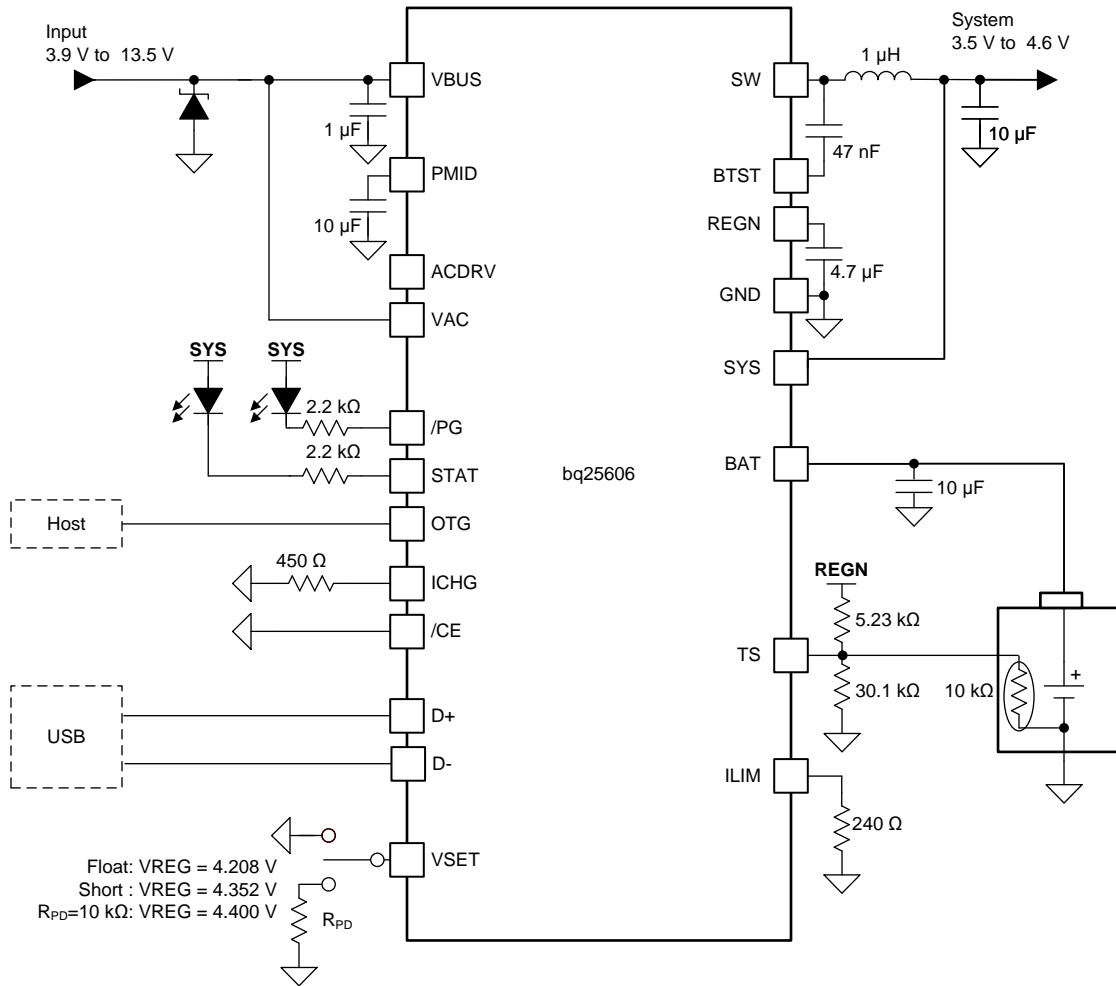 Input
3.9 V to 13.5 V
VBUS
1 µF
PMID
10 µF
ACDRV
VAC
SYS
SYS
2.2 kΩ
/PG
2.2 kΩ
STAT
Host
OTG
450 Ω
ICHG
/CE
USB
D+
D-
VSET
Float: VREG = 4.208 V
Short : VREG = 4.352 V
RPD=10 kΩ: VREG = 4.400 V
RPD
bq25606
System
3.5 V to 4.6 V
SW
1 µH
10 µF
47 nF
BTST
REGN
4.7 µF
GND
SYS
BAT
10 µF
REGN
5.23 kΩ
TS
30.1 kΩ
10 kΩ
+
ILIM
240 Ω